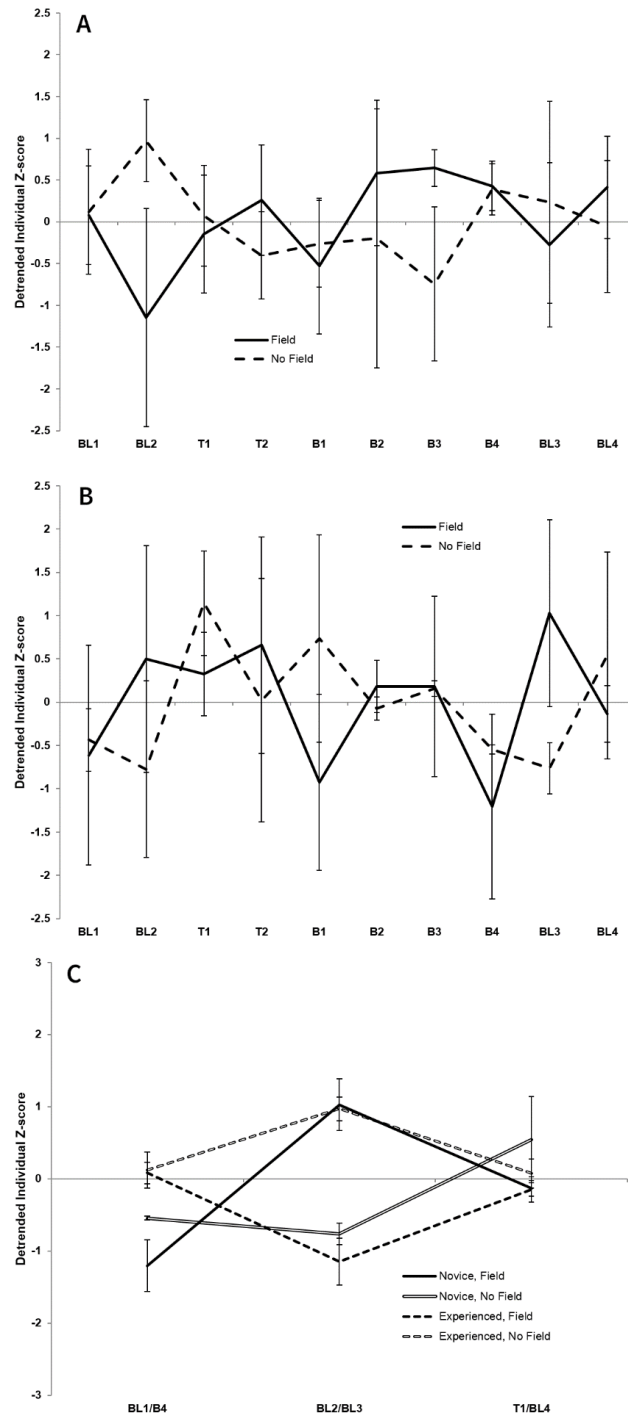 A
2.5
2
1.5
1
0.5
0
-0.5
-1
-1.5
-2
-2.5
Detrended Individual Z-score
Field
No Field
BL1 BL2 T1 T2 B1 B2 B3 B4 BL3 BL4
B
2.5
2
1.5
1
0.5
0
-0.5
-1
-1.5
-2
-2.5
Detrended Individual Z-score
Field
No Field
BL1 BL2 T1 T2 B1 B2 B3 B4 BL3 BL4
C
3
2
1
0
-1
-2
-3
Detrended Individual Z-score
Novice, Field
Novice, No Field
Experienced, Field
Experienced, No Field
BL1/B4 BL2/BL3 T1/BL4